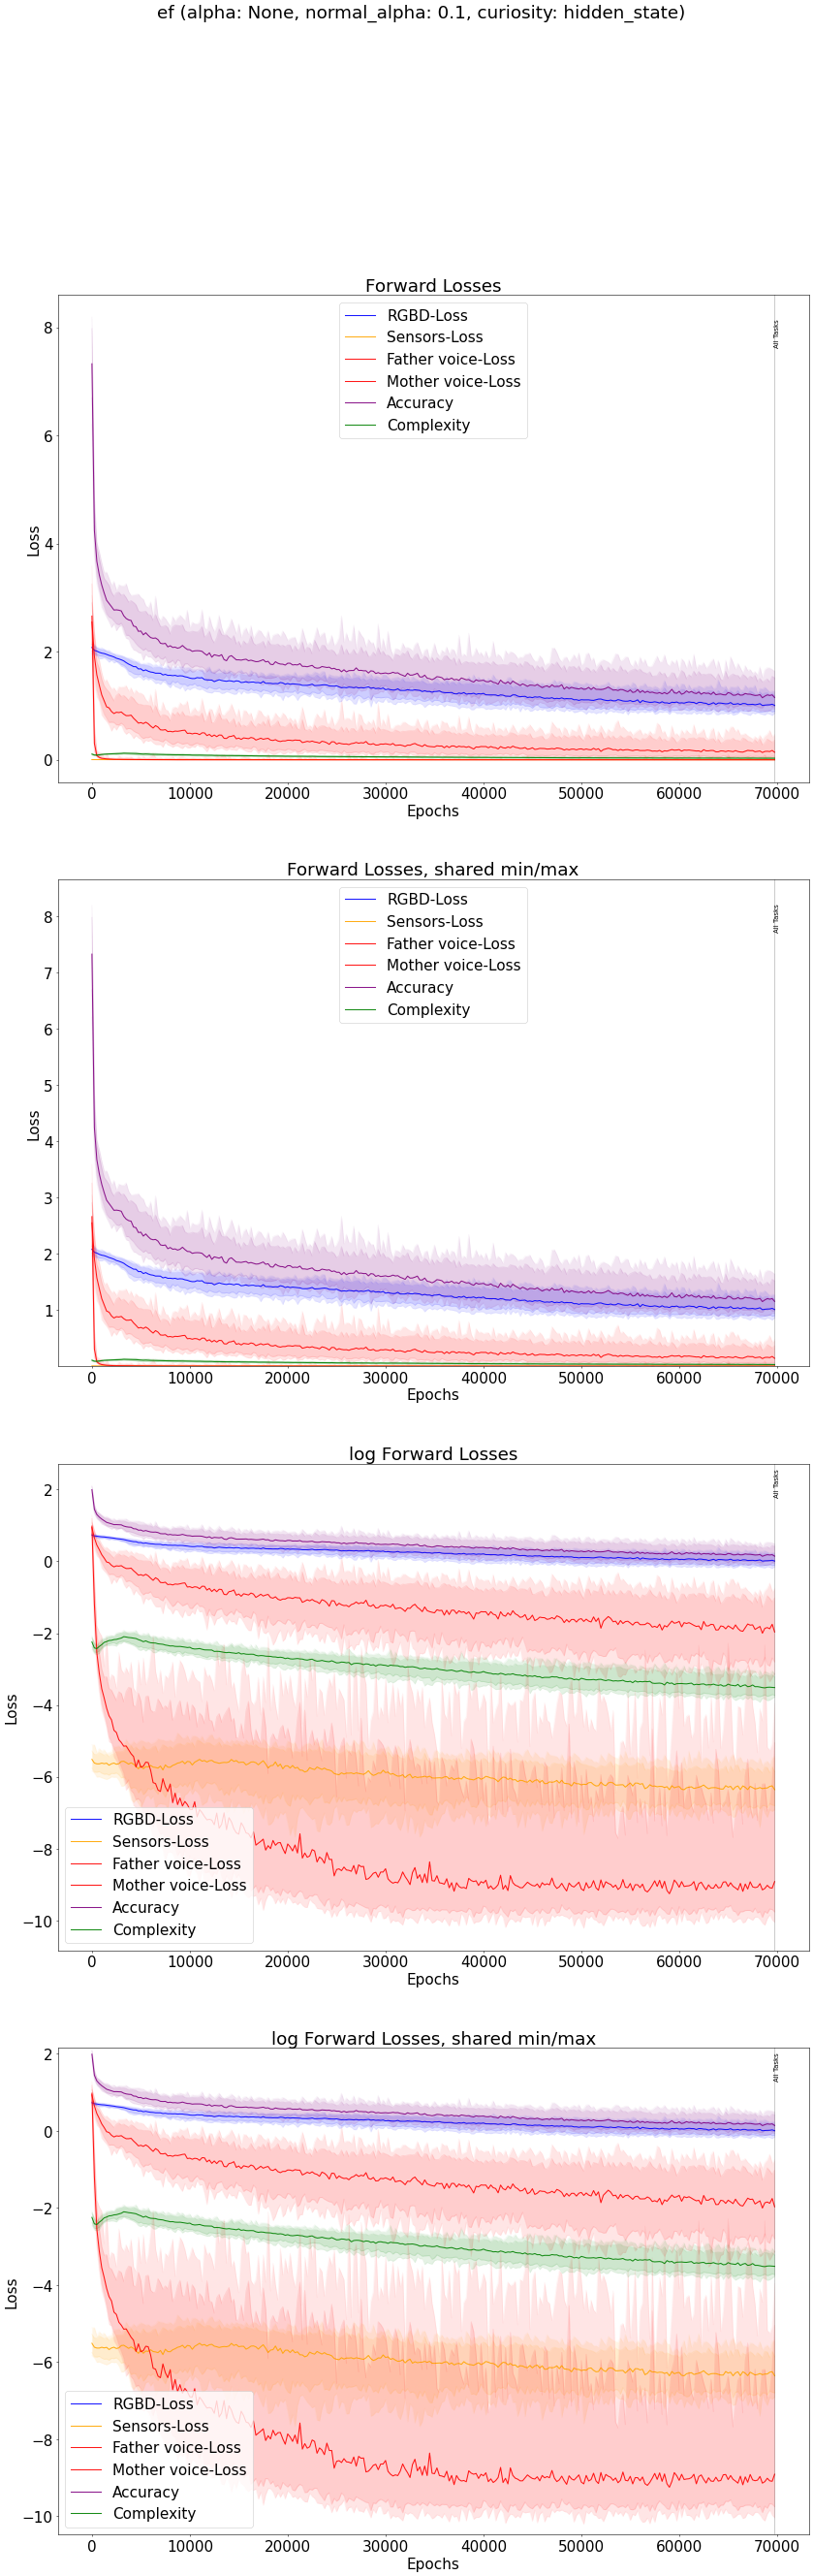 ef (alpha: None, normal_alpha: 0.1, curiosity: hidden_state)
Forward Losses
RGBD-Loss
Sensors-Loss
Father voice-Loss
Mother voice-Loss
Accuracy
Complexity
All Tasks
8
6
4
2
0
Loss
0 10000 20000 30000 40000 50000 60000 70000
Epochs
Forward Losses, shared min/max
RGBD-Loss
Sensors-Loss
Father voice-Loss
Mother voice-Loss
Accuracy
Complexity
All Tasks
8
7
6
5
4
3
2
1
Loss
0 10000 20000 30000 40000 50000 60000 70000
Epochs
log Forward Losses
All Tasks
2
0
−2
−4
−6
−8
−10
Loss
RGBD-Loss
Sensors-Loss
Father voice-Loss
Mother voice-Loss
Accuracy
Complexity
0 10000 20000 30000 40000 50000 60000 70000
Epochs
log Forward Losses, shared min/max
All Tasks
2
0
−2
−4
−6
−8
−10
Loss
RGBD-Loss
Sensors-Loss
Father voice-Loss
Mother voice-Loss
Accuracy
Complexity
0 10000 20000 30000 40000 50000 60000 70000
Epochs